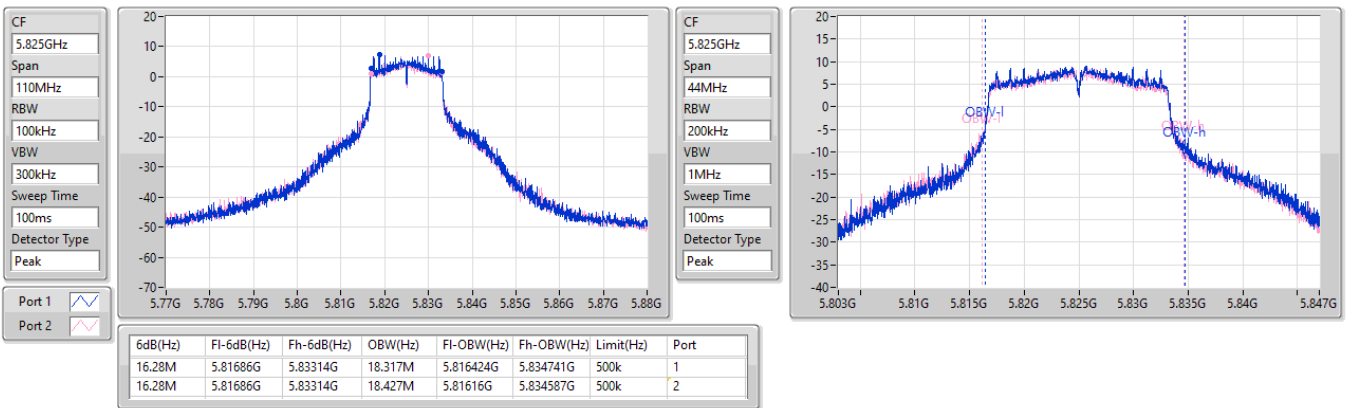 CF
5.825GHz
Span
110MHz
RBW
100kHz
VBW
300kHz
Sweep Time
100ms
Detector Type
Peak
Port 1
Port 2
20
10
0
-10
-20
-30
-40
-50
-60
-70
5.77G 5.78G 5.79G 5.8G 5.81G 5.82G 5.83G 5.84G 5.85G 5.86G 5.87G 5.88G
CF
5.825GHz
Span
44MHz
RBW
200kHz
VBW
1MHz
Sweep Time
100ms
Detector Type
Peak
20
15
10
5
0
-5
-10
-15
-20
-25
-30
-35
-40
OBW-l
OBW-l
OBW-h
OBW-h
5.803G 5.81G 5.815G 5.82G 5.825G 5.83G 5.835G 5.84G 5.847G
6dB(Hz) Fl-6dB(Hz) Fh-6dB(Hz) OBW(Hz) Fl-OBW(Hz) Fh-OBW(Hz) Limit(Hz) Port
16.28M 5.81686G 5.83314G 18.317M 5.816424G 5.834741G 500k 1
16.28M 5.81686G 5.83314G 18.427M 5.81616G 5.834587G 500k 2